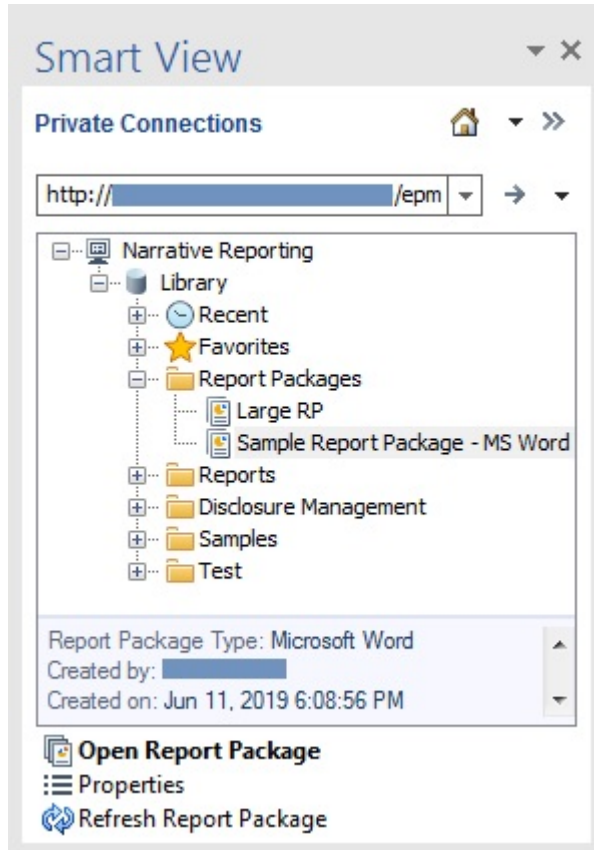 Smart View
Private Connections
http:// /epm
Narrative Reporting
Library
Recent
Favorites
Report Packages
Large RP
Sample Report Package - MS Word
Reports
Disclosure Management
Samples
Test
Report Package Type: Microsoft Word
Created by:
Created on: Jun 11, 2019 6:08:56 PM
Open Report Package
Properties
Refresh Report Package